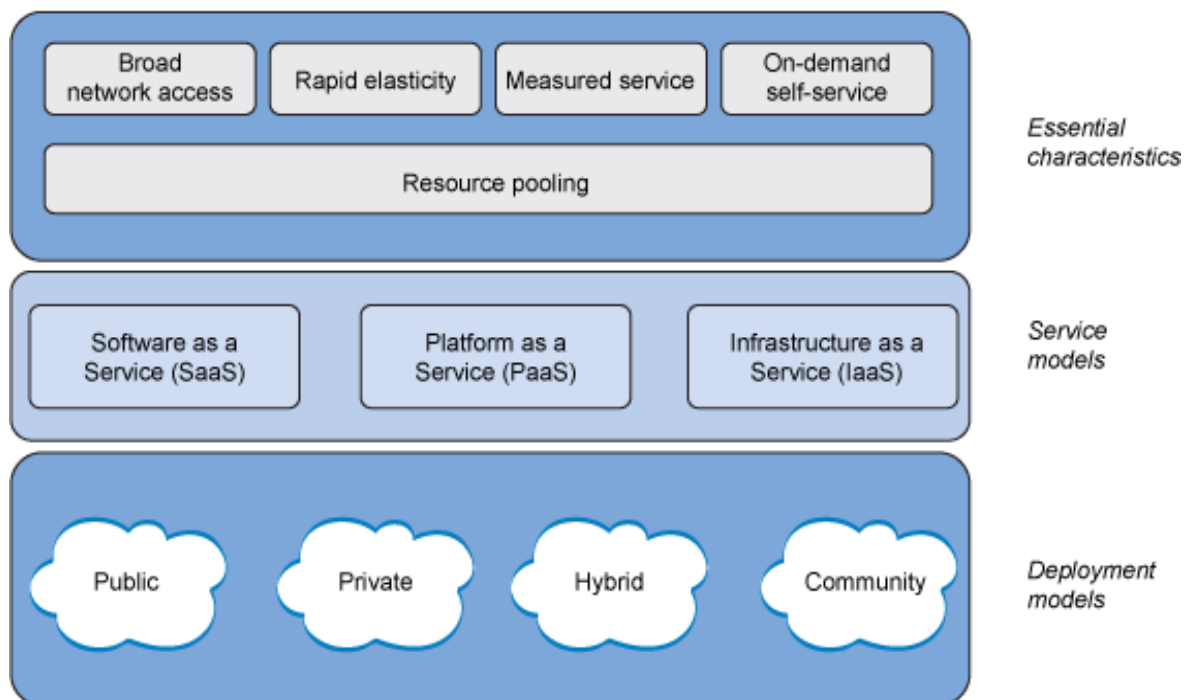 Broad
network access
Rapid elasticity
Measured service
On-demand
self-service
Resource pooling
Essential
characteristics
Software as a
Service (SaaS)
Platform as a
Service (PaaS)
Infrastructure as a
Service (IaaS)
Service
models
Public
Private
Hybrid
Community
Deployment
models